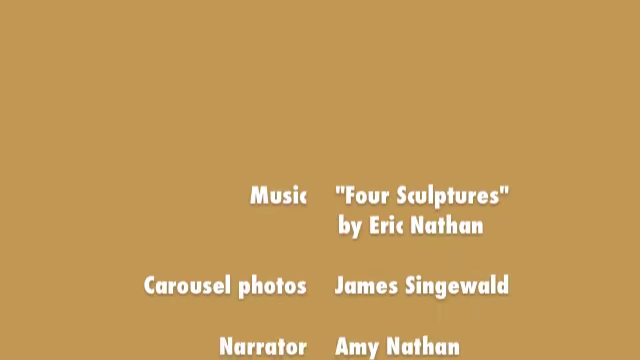 Music "Four Sculptures"
by Eric Nathan
Carousel photos James Singewald
Narrator Amy Nathan